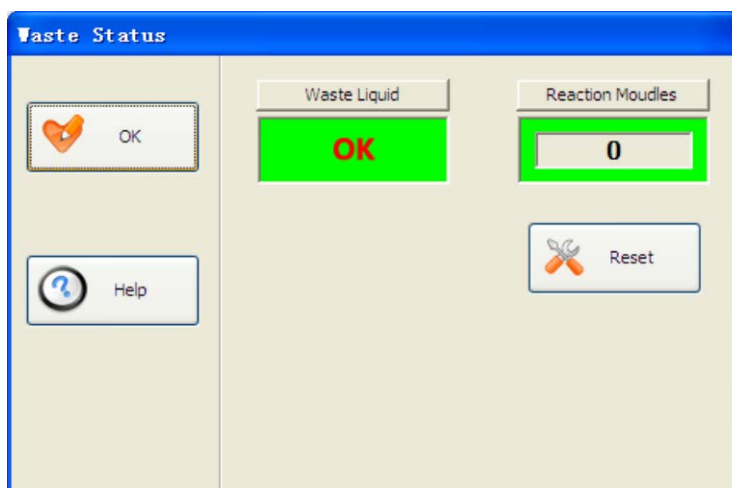 Waste Status
OK
Help
Waste Liquid
OK
Reaction Moudles
0
Reset